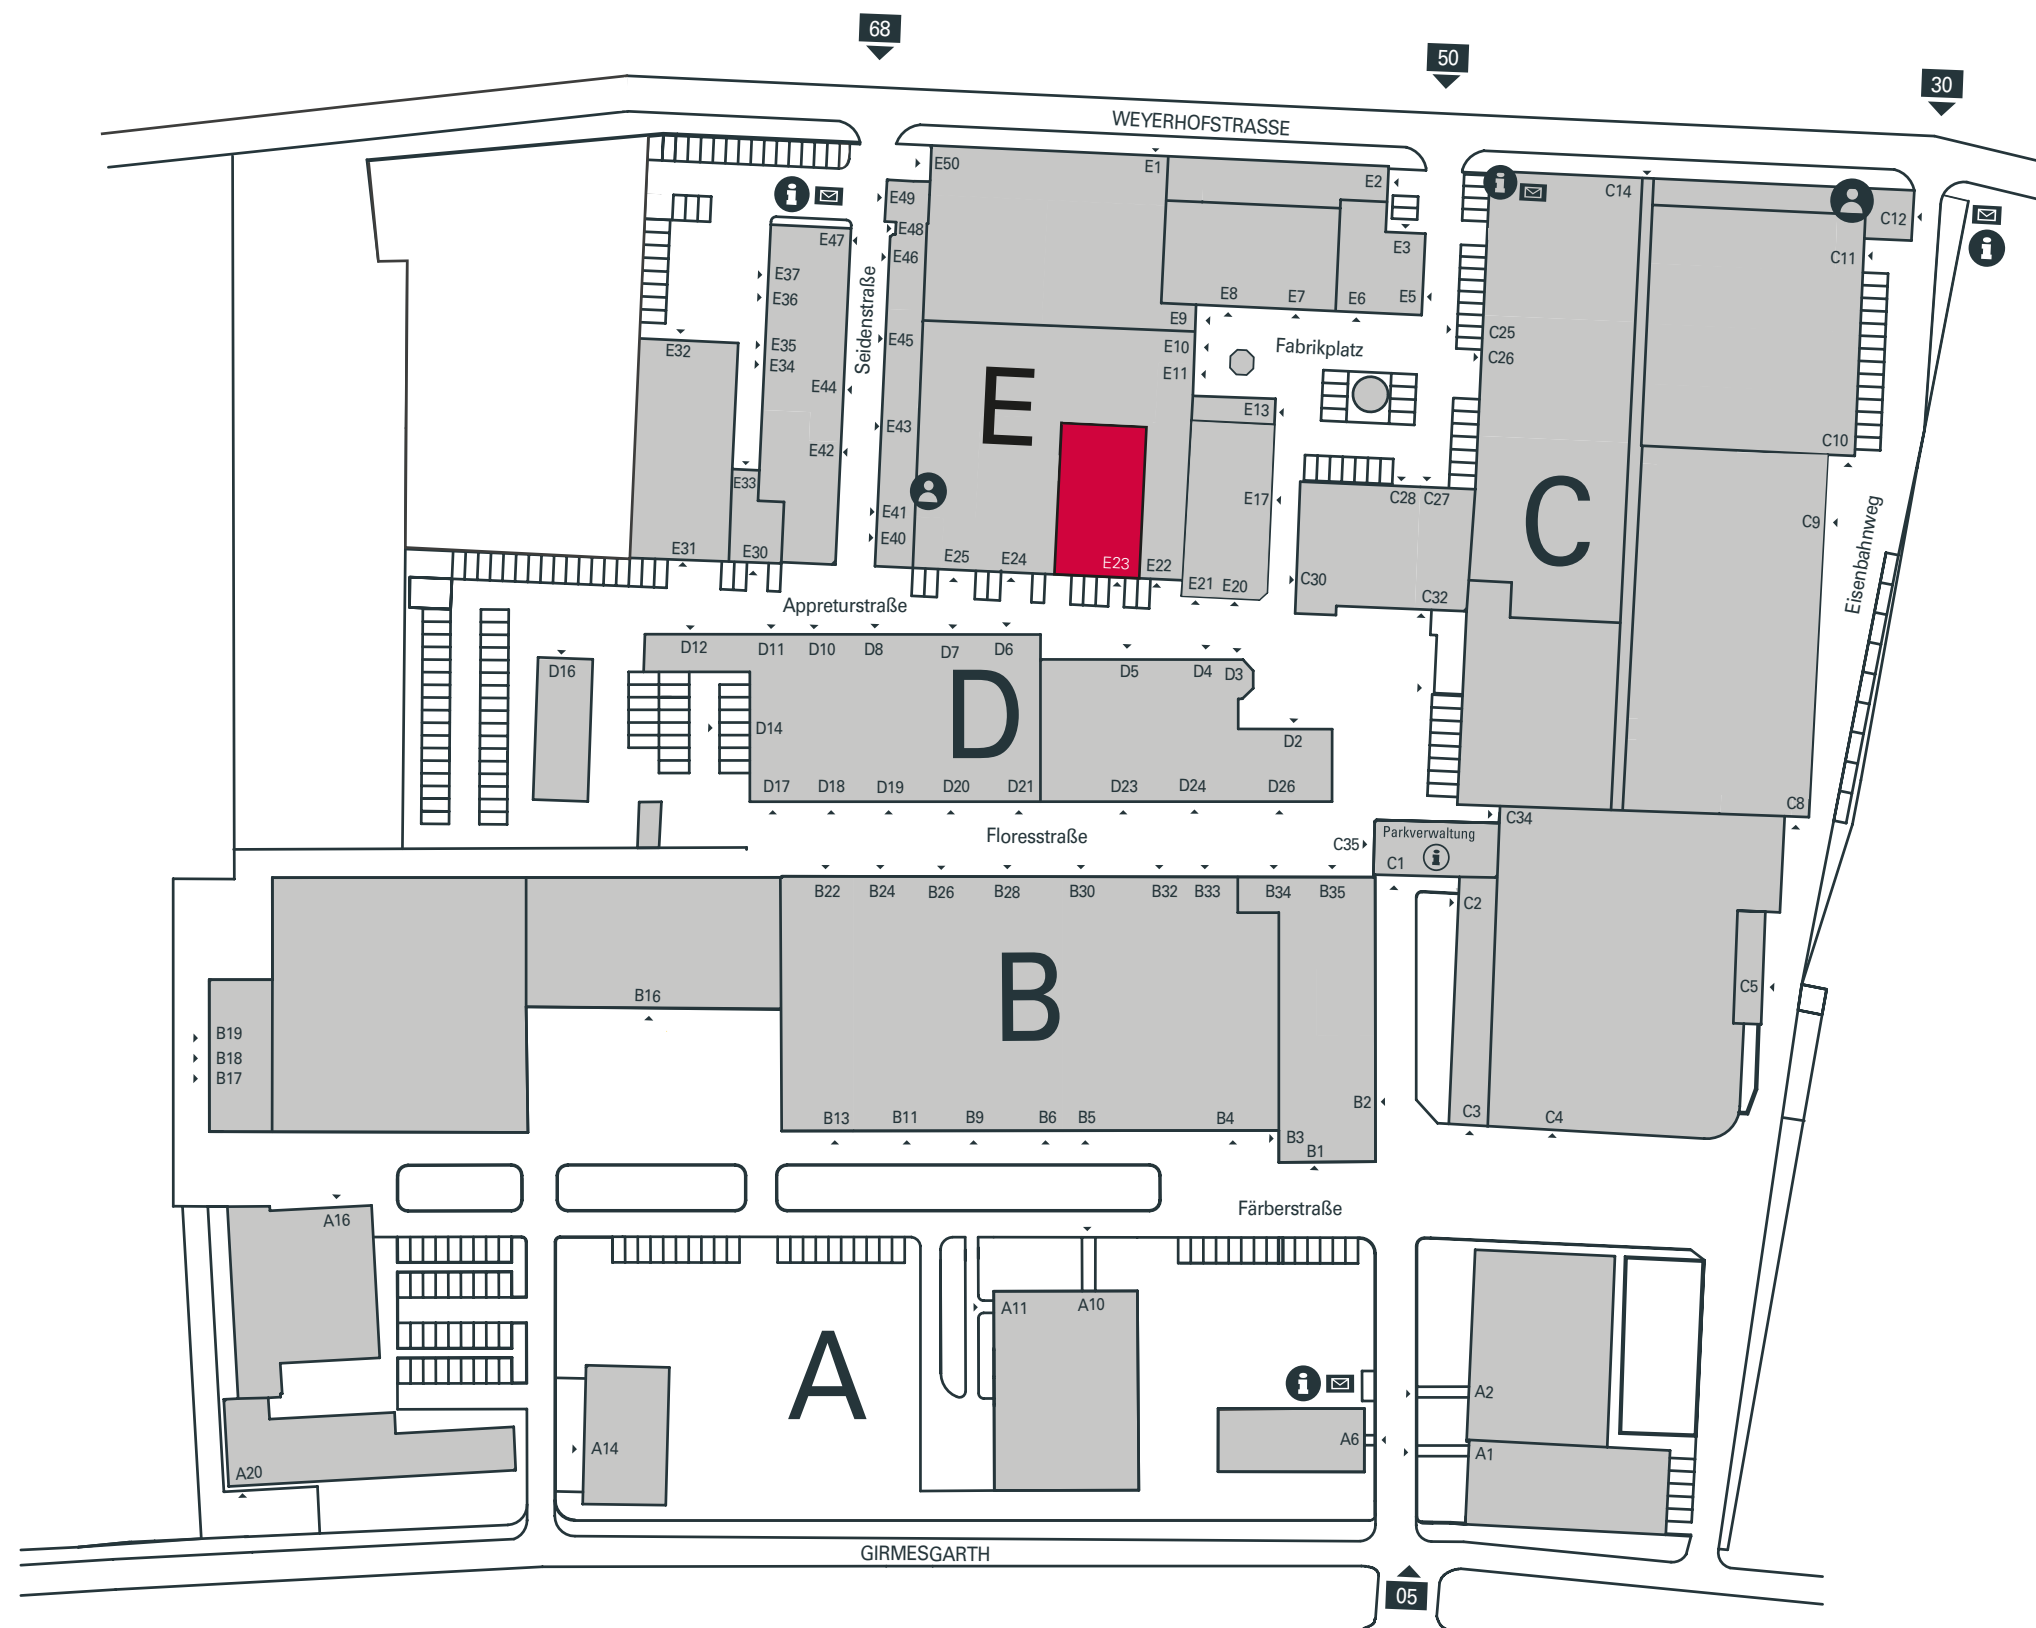 68
50
30
WEYERHOFSTRASSE
E50
E1
E2
C14
E49
C12
E48
E47
E3
C11
E46
E37
E36
E8
E7
E6
E5
Seidenstraße
E9
C25
E45
E35
E32
E10
Fabrikplatz
C26
E34
E11
E44
E
E13
E43
C10
E42
E33
E17
C28
C27
C
C9
E41
E40
Eisenbahnweg
E31
E30
E25
E24
E23
E22
E21
E20
C30
C32
Appreturstraße
D12
D11
D10
D8
D7
D6
D16
D5
D4
D3
D
D14
D2
D17
D18
D19
D20
D21
D23
D24
D26
C8
C34
Floresstraße
Parkverwaltung
C35
C1
B22
B24
B26
B28
B30
B32
B33
B34
B35
C2
B
B16
C5
B19
B18
B17
B2
B13
B11
B9
B6
B5
B4
B3
B1
C3
C4
Färberstraße
A16
A11
A10
A
A2
A6
A14
A1
A20
GIRMESGARTH
05